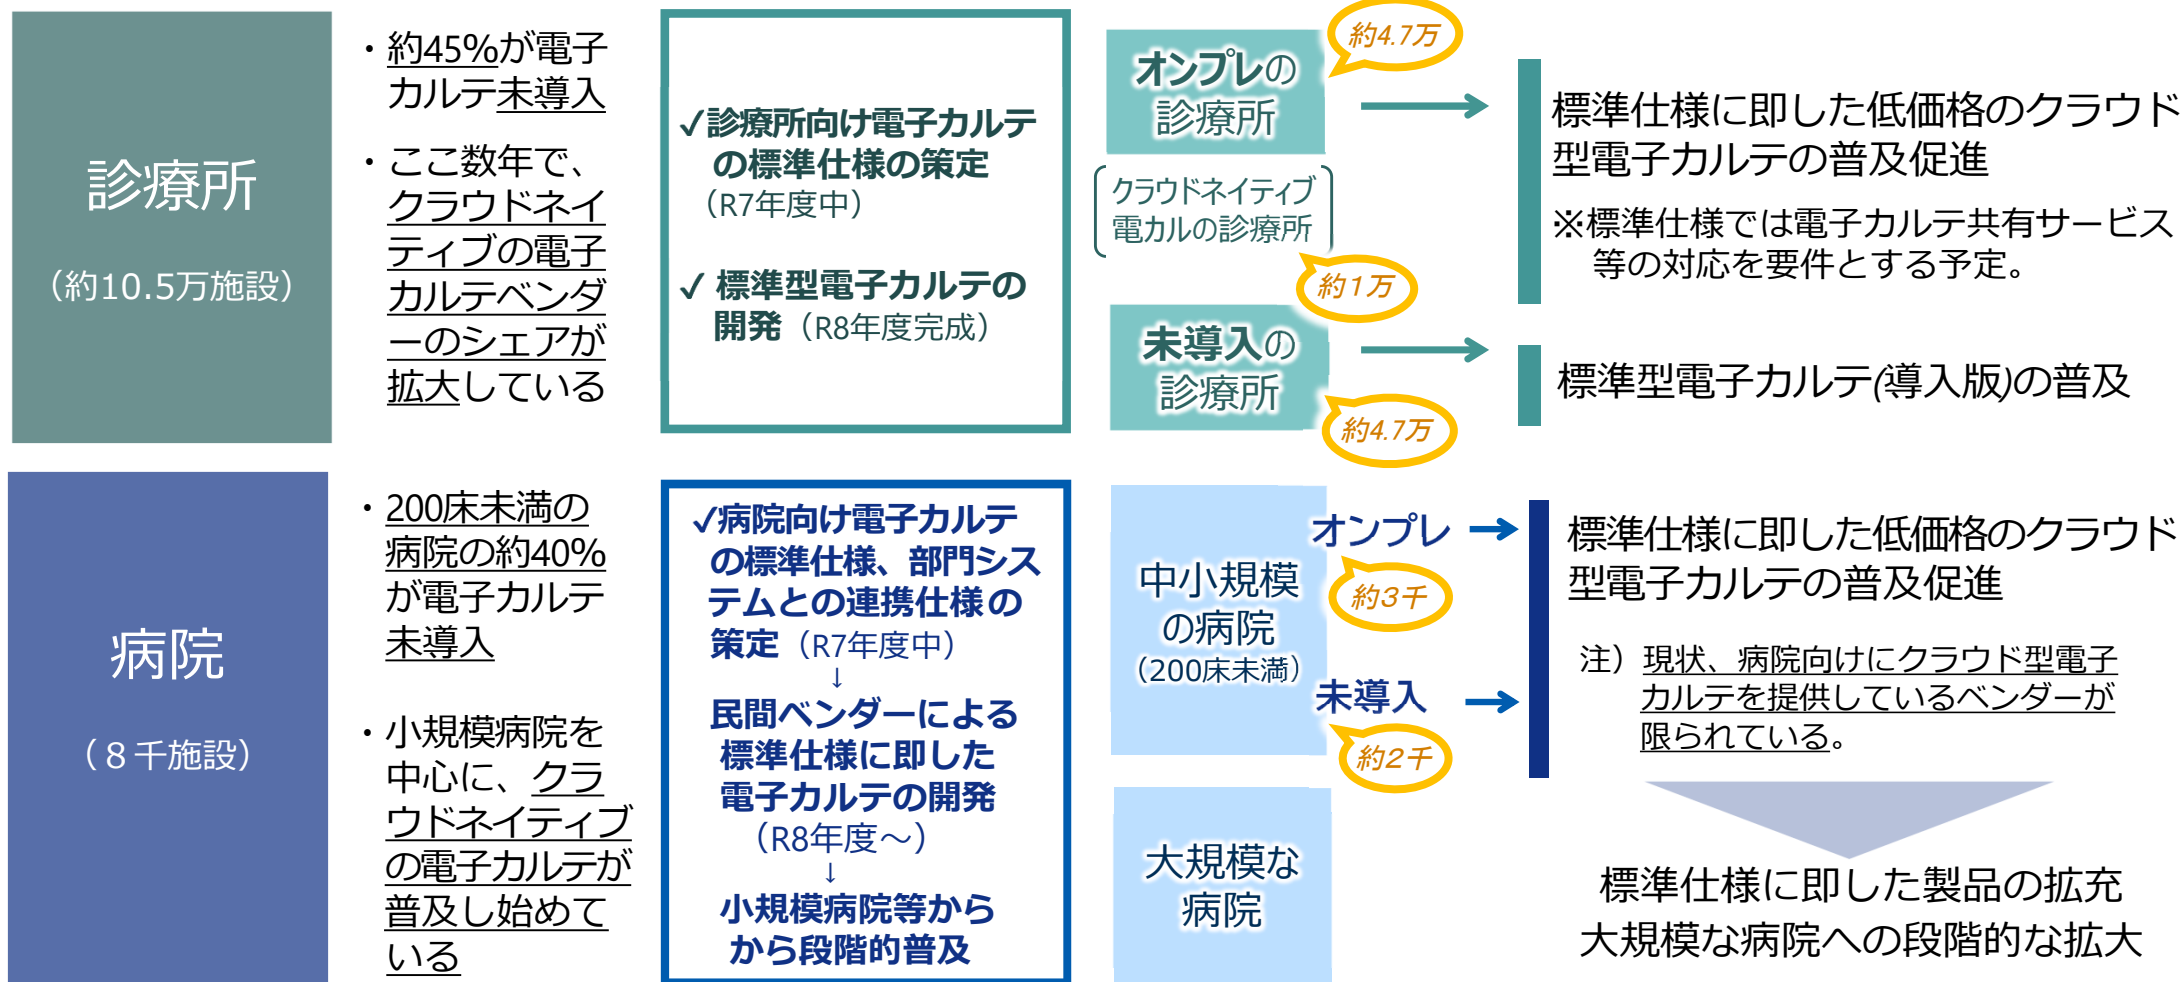 診療所
（約10.5万施設）
・約45%が電子
カルテ未導入
・ここ数年で、
クラウドネイ
ティブの電子
カルテベンダ
ーのシェアが
拡大している
✓診療所向け電子カルテ
の標準仕様の策定
（R7年度中）
✓ 標準型電子カルテの
開発（R8年度完成）
オンプレの
診療所
約4.7万
クラウドネイティブ
電カルの診療所
約1万
未導入の
診療所
約4.7万
標準仕様に即した低価格のクラウド
型電子カルテの普及促進
※標準仕様では電子カルテ共有サービス
等の対応を要件とする予定。
標準型電子カルテ(導入版)の普及
病院
（８千施設）
・200床未満の
病院の約40%
が電子カルテ
未導入
・小規模病院を
中心に、クラ
ウドネイティブ
の電子カルテが
普及し始めて
いる
✓病院向け電子カルテ
の標準仕様、部門シス
テムとの連携仕様の
策定（R7年度中）
↓
民間ベンダーによる
標準仕様に即した
電子カルテの開発
（R8年度～）
↓
小規模病院等から
から段階的普及
中小規模
の病院
（200床未満）
オンプレ
約3千
未導入
約2千
大規模な
病院
標準仕様に即した低価格のクラウド
型電子カルテの普及促進
注）現状、病院向けにクラウド型電子
カルテを提供しているベンダーが
限られている。
標準仕様に即した製品の拡充
大規模な病院への段階的な拡大